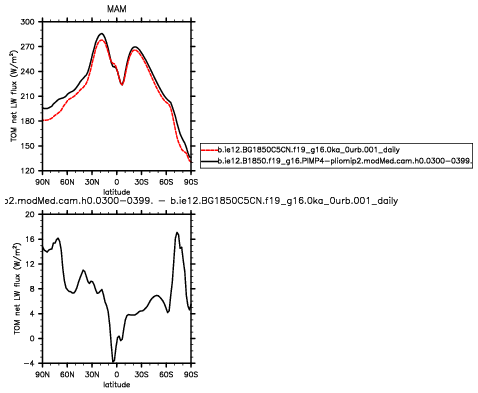 MAM
300
270
240
210
180
150
120
TOM net LW flux (W/m²)
90N 60N 30N 0 30S 60S 90S
latitude
b.ie12.BG1850C5CN.f19_g16.0ka_0urb.001_daily
b.ie12.B1850.f19_g16.PlMIP4-pliomip2.modMed.cam.h0.0300-0399.
p2.modMed.cam.h0.0300-0399. - b.ie12.BG1850C5CN.f19_g16.0ka_0urb.001_daily
20
16
12
8
4
0
-4
TOM net LW flux (W/m²)
90N 60N 30N 0 30S 60S 90S
latitude